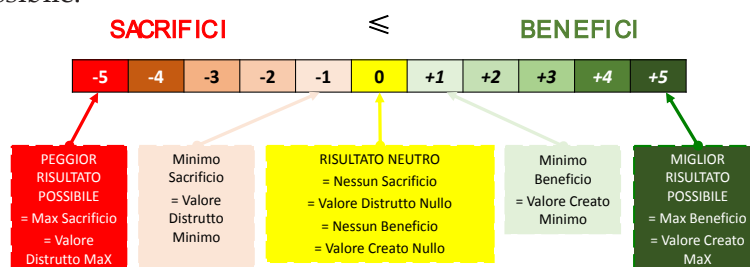 SACRIFICI ≤ BENEFICI
-5 -4 -3 -2 -1 0 +1 +2 +3 +4 +5
PEGGIOR
RISULTATO
POSSIBILE
= Max Sacrificio
= Valore
Distrutto MaX
Minimo
Sacrificio
= Valore
Distrutto
Minimo
RISULTATO NEUTRO
= Nessun Sacrificio
= Valore Distrutto Nullo
= Nessun Beneficio
= Valore Creato Nullo
Minimo
Beneficio
= Valore Creato
Minimo
MIGLIOR
RISULTATO
POSSIBILE
= Max Beneficio
= Valore Creato
MaX